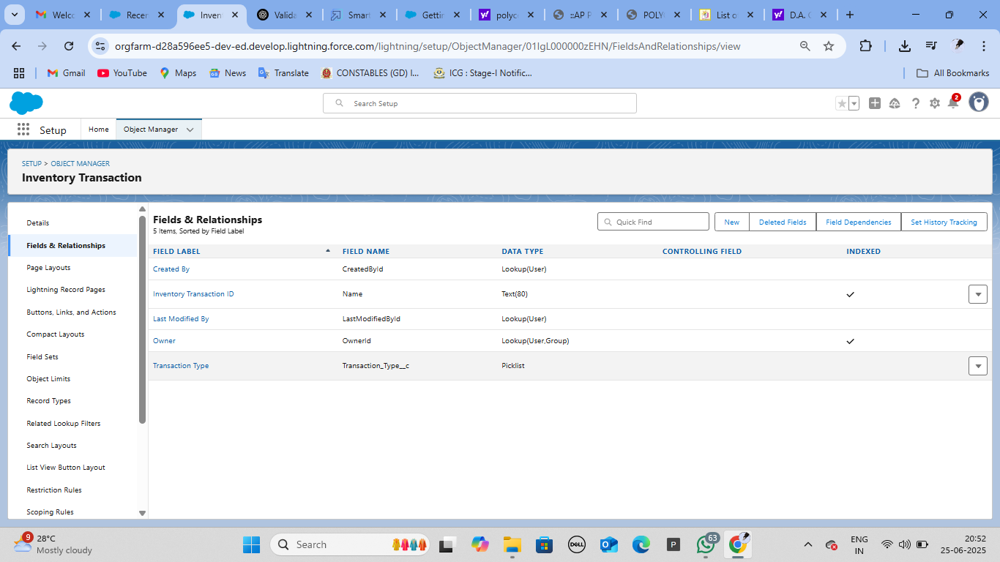 Welco
Recen
Inven
Valida
Smart
Gettin
polyce
::AP P
POLYC
List o
D.A. C
orgfarm-d28a596ee5-dev-ed.develop.lightning.force.com/lightning/setup/ObjectManager/01IgL000000zEHN/FieldsAndRelationships/view
Gmail YouTube Maps News Translate CONSTABLES (GD) I... ICG : Stage-I Notific... All Bookmarks
Search Setup
2
Setup Home Object Manager
SETUP > OBJECT MANAGER
Inventory Transaction
Details
Fields & Relationships
Page Layouts
Lightning Record Pages
Buttons, Links, and Actions
Compact Layouts
Field Sets
Object Limits
Record Types
Related Lookup Filters
Search Layouts
List View Button Layout
Restriction Rules
Scoping Rules
Fields & Relationships
5 Items, Sorted by Field Label
Quick Find New Deleted Fields Field Dependencies Set History Tracking
FIELD LABEL FIELD NAME DATA TYPE CONTROLLING FIELD INDEXED
Created By CreatedById Lookup(User)
Inventory Transaction ID Name Text(80)
Last Modified By LastModifiedById Lookup(User)
Owner OwnerId Lookup(User,Group)
Transaction Type Transaction_Type__c Picklist
9
28°C
Mostly cloudy
Search
DELL
P
63
ENG
IN
20:52
25-06-2025